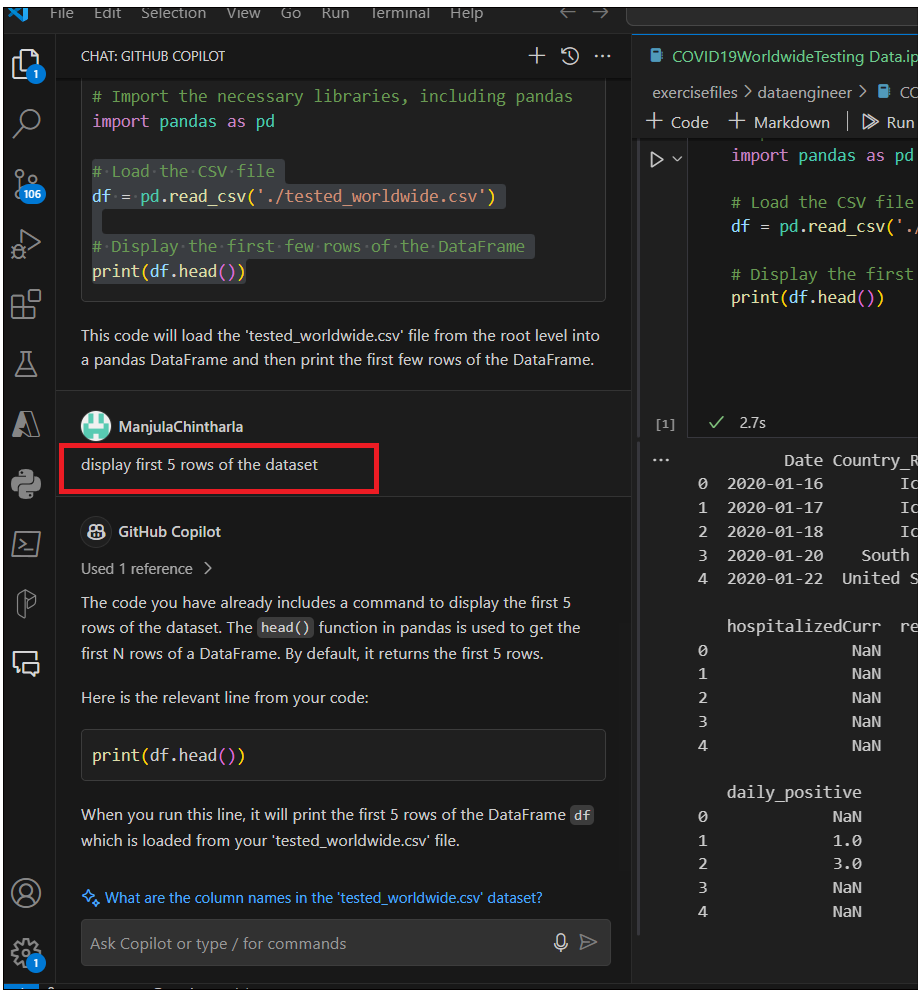 File Edit Selection View Go Run Terminal Help
CHAT: GITHUB COPILOT
# Import the necessary libraries, including pandas
import pandas as pd
# Load the CSV file
df = pd.read_csv('./tested_worldwide.csv')
# Display the first few rows of the DataFrame
print(df.head())
This code will load the 'tested_worldwide.csv' file from the root level into
a pandas DataFrame and then print the first few rows of the DataFrame.
ManjulaChintharla
display first 5 rows of the dataset
GitHub Copilot
Used 1 reference
The code you have already includes a command to display the first 5
rows of the dataset. The head() function in pandas is used to get the
first N rows of a DataFrame. By default, it returns the first 5 rows.
Here is the relevant line from your code:
print(df.head())
When you run this line, it will print the first 5 rows of the DataFrame df
which is loaded from your 'tested_worldwide.csv' file.
What are the column names in the 'tested_worldwide.csv' dataset?
Ask Copilot or type / for commands
1
106
1
COVID19WorldwideTesting Data.ip
exercisefiles > dataengineer > CO
+ Code + Markdown Run
import pandas as pd
# Load the CSV file
df = pd.read_csv('./
# Display the first
print(df.head())
[1] 2.7s
... Date Country_R
0 2020-01-16 Ic
1 2020-01-17 Ic
2 2020-01-18 Ic
3 2020-01-20 South
4 2020-01-22 United S
hospitalizedCurr re
0 NaN
1 NaN
2 NaN
3 NaN
4 NaN
daily_positive
0 NaN
1 1.0
2 3.0
3 NaN
4 NaN